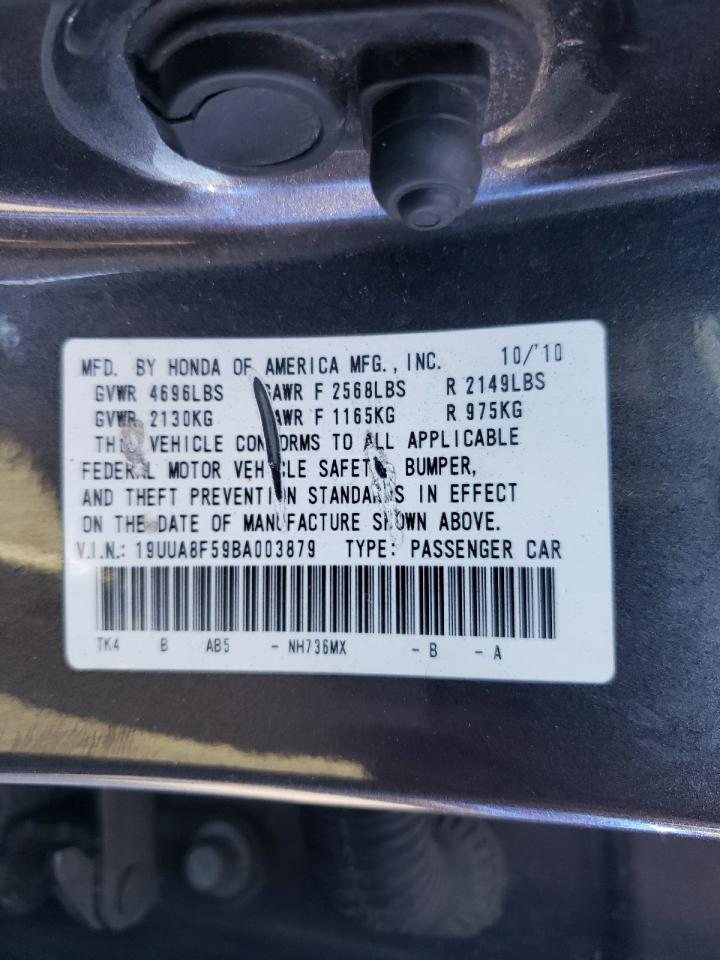 MFD. BY HONDA OF AMERICA MFG., INC. 10/'10
GVWR 4696LBS GAWR F 2568LBS R 2149LBS
GVWR 2130KG GAWR F 1165KG R 975KG
THIS VEHICLE CONFORMS TO ALL APPLICABLE
FEDERAL MOTOR VEHICLE SAFETY, BUMPER,
AND THEFT PREVENTION STANDARDS IN EFFECT
ON THE DATE OF MANUFACTURE SHOWN ABOVE.
V.I.N.: 19UUA8F59BA003879 TYPE: PASSENGER CAR
TK4 B AB5 - NH736MX - B - A